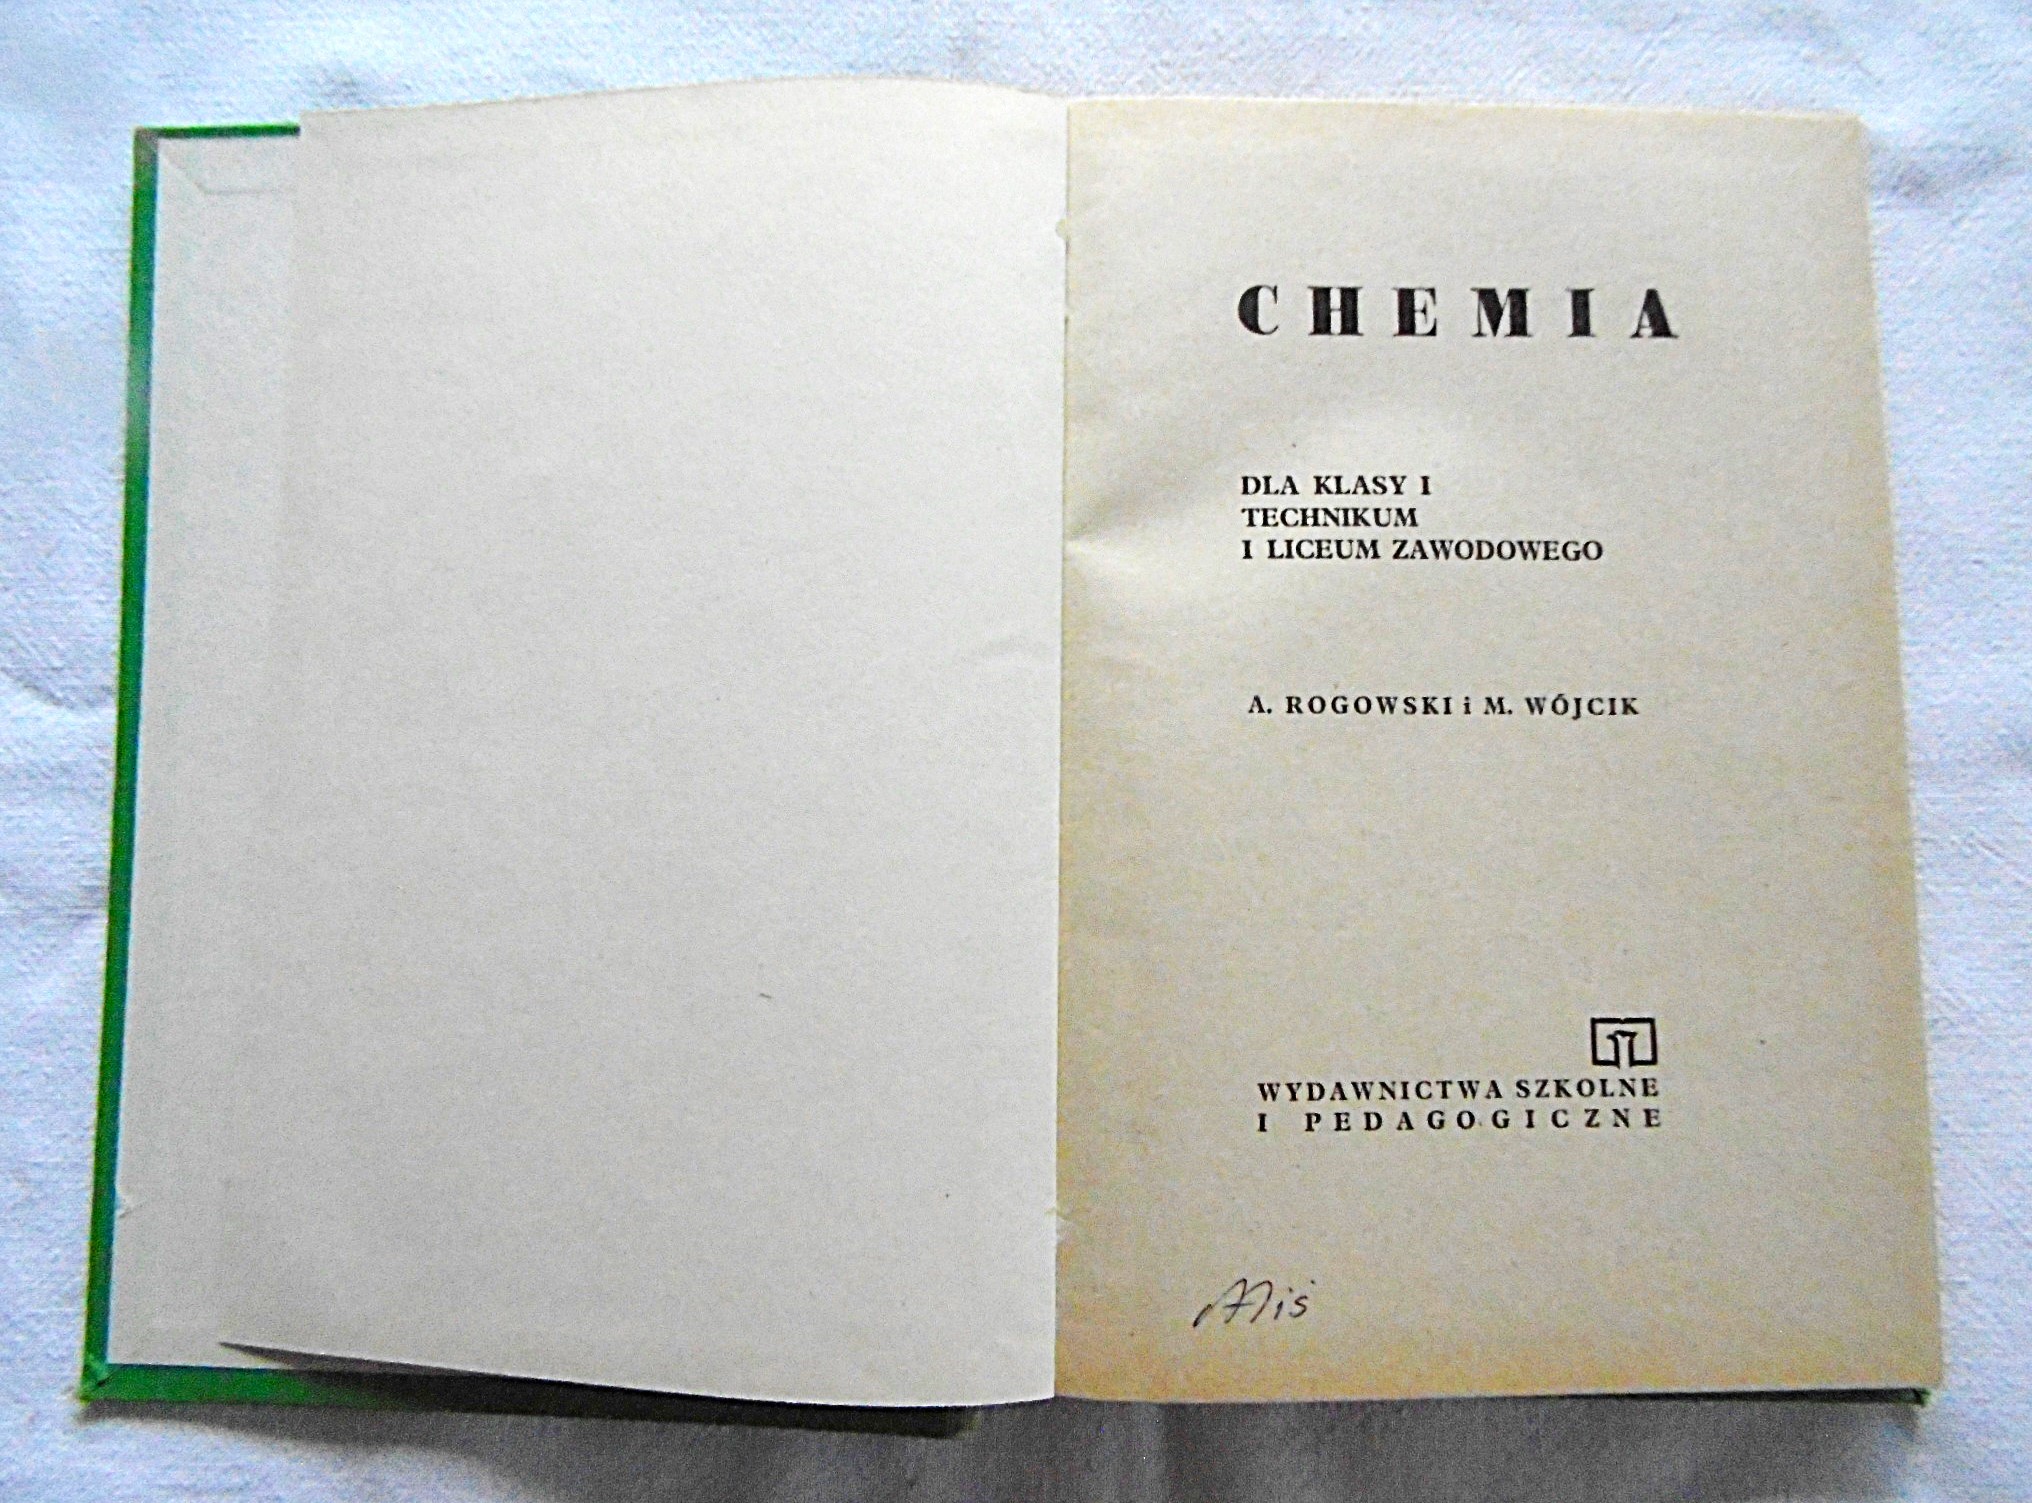 CHEMIA
DLA KLASY I
TECHNIKUM
I LICEUM ZAWODOWEGO
A. ROGOWSKI i M. WÓJCIK
WYDAWNICTWA SZKOLNE
I PEDAGOGICZNE